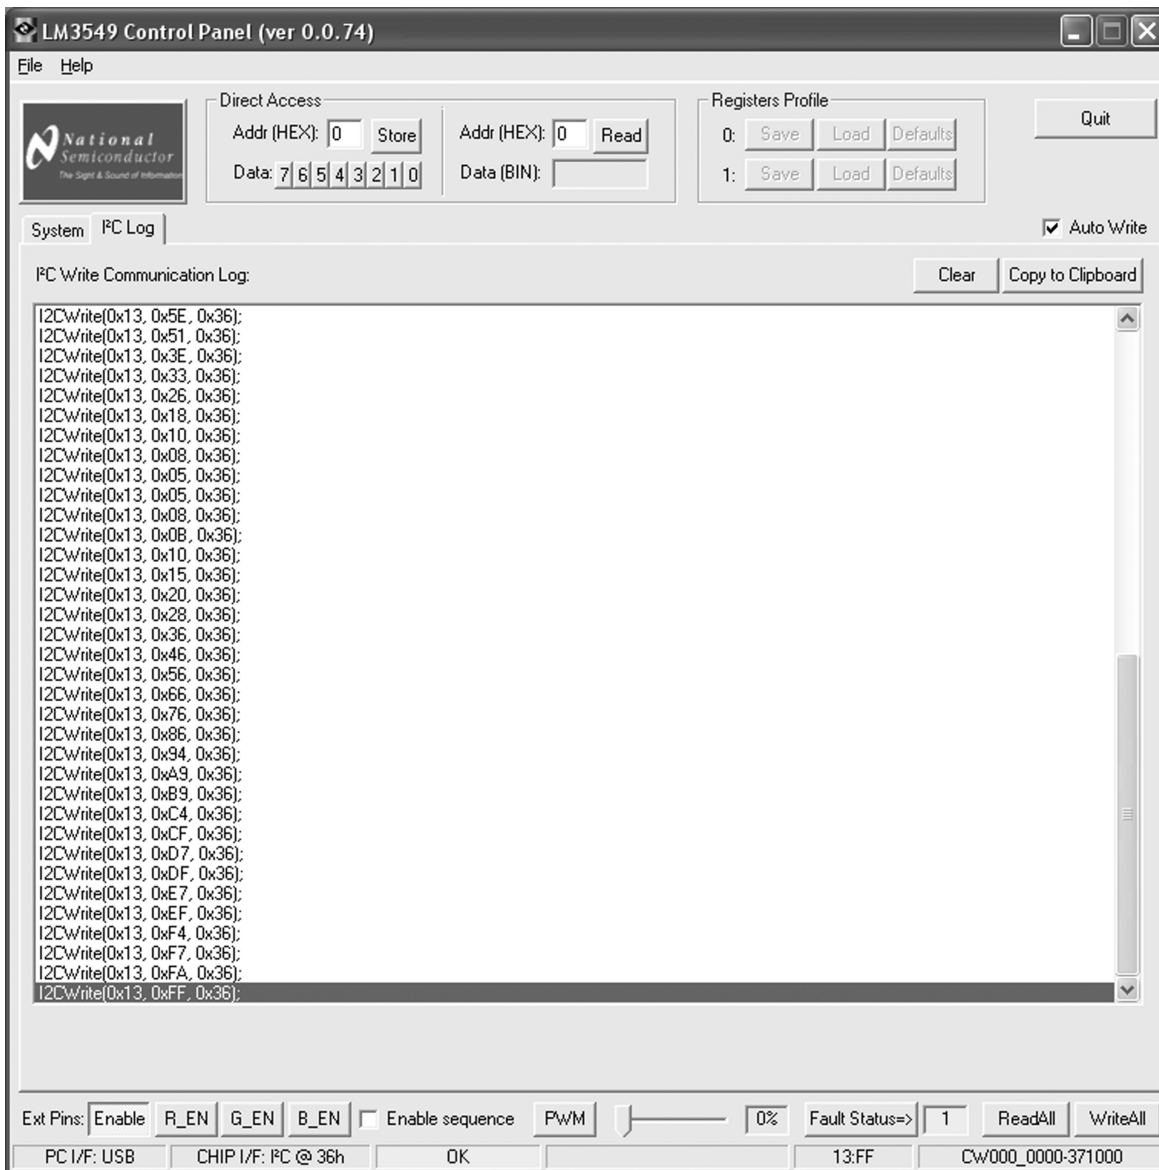 LM3549 Control Panel (ver 0.0.74)
File Help
National
Semiconductor
The Sight & Sound of Information
Direct Access
Addr (HEX): 0 Store
Data: 7 6 5 4 3 2 1 0
Addr (HEX): 0 Read
Data (BIN):
Registers Profile
0: Save Load Defaults
1: Save Load Defaults
Quit
System I²C Log
Auto Write
I²C Write Communication Log:
Clear Copy to Clipboard
I2CWrite(0x13, 0x5E, 0x36);
I2CWrite(0x13, 0x51, 0x36);
I2CWrite(0x13, 0x3E, 0x36);
I2CWrite(0x13, 0x33, 0x36);
I2CWrite(0x13, 0x26, 0x36);
I2CWrite(0x13, 0x18, 0x36);
I2CWrite(0x13, 0x10, 0x36);
I2CWrite(0x13, 0x08, 0x36);
I2CWrite(0x13, 0x05, 0x36);
I2CWrite(0x13, 0x05, 0x36);
I2CWrite(0x13, 0x08, 0x36);
I2CWrite(0x13, 0x0B, 0x36);
I2CWrite(0x13, 0x10, 0x36);
I2CWrite(0x13, 0x15, 0x36);
I2CWrite(0x13, 0x20, 0x36);
I2CWrite(0x13, 0x28, 0x36);
I2CWrite(0x13, 0x36, 0x36);
I2CWrite(0x13, 0x46, 0x36);
I2CWrite(0x13, 0x56, 0x36);
I2CWrite(0x13, 0x66, 0x36);
I2CWrite(0x13, 0x76, 0x36);
I2CWrite(0x13, 0x86, 0x36);
I2CWrite(0x13, 0x94, 0x36);
I2CWrite(0x13, 0xA9, 0x36);
I2CWrite(0x13, 0xB9, 0x36);
I2CWrite(0x13, 0xC4, 0x36);
I2CWrite(0x13, 0xCF, 0x36);
I2CWrite(0x13, 0xD7, 0x36);
I2CWrite(0x13, 0xDF, 0x36);
I2CWrite(0x13, 0xE7, 0x36);
I2CWrite(0x13, 0xEF, 0x36);
I2CWrite(0x13, 0xF4, 0x36);
I2CWrite(0x13, 0xF7, 0x36);
I2CWrite(0x13, 0xFA, 0x36);
I2CWrite(0x13, 0xFF, 0x36);
Ext Pins: Enable R_EN G_EN B_EN Enable sequence PWM 0% Fault Status=> 1 ReadAll WriteAll
PC I/F: USB CHIP I/F: I²C @ 36h OK 13:FF CW000_0000-371000